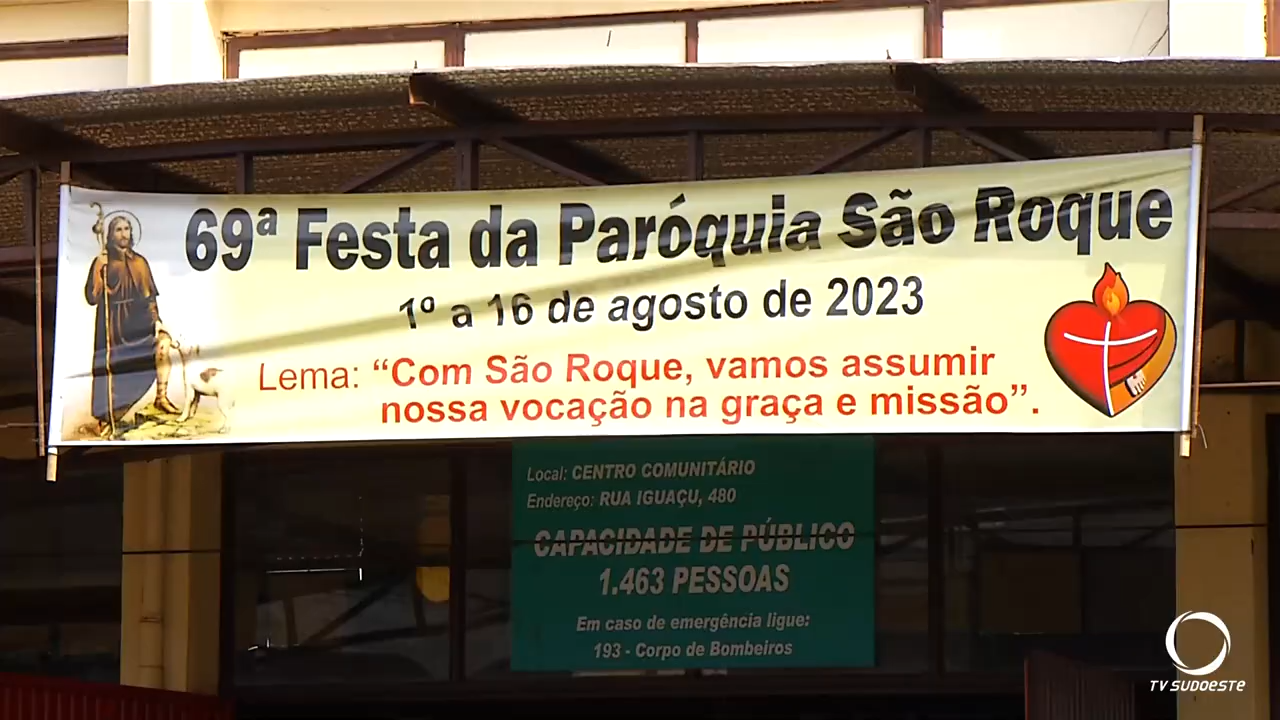 69ª Festa da Paróquia São Roque
1º a 16 de agosto de 2023
Lema: “Com São Roque, vamos assumir
nossa vocação na graça e missão”.
Local: CENTRO COMUNITÁRIO
Endereço: RUA IGUAÇU, 480
CAPACIDADE DE PÚBLICO
1.463 PESSOAS
Em caso de emergência ligue:
193 - Corpo de Bombeiros
TV SUDOESTE